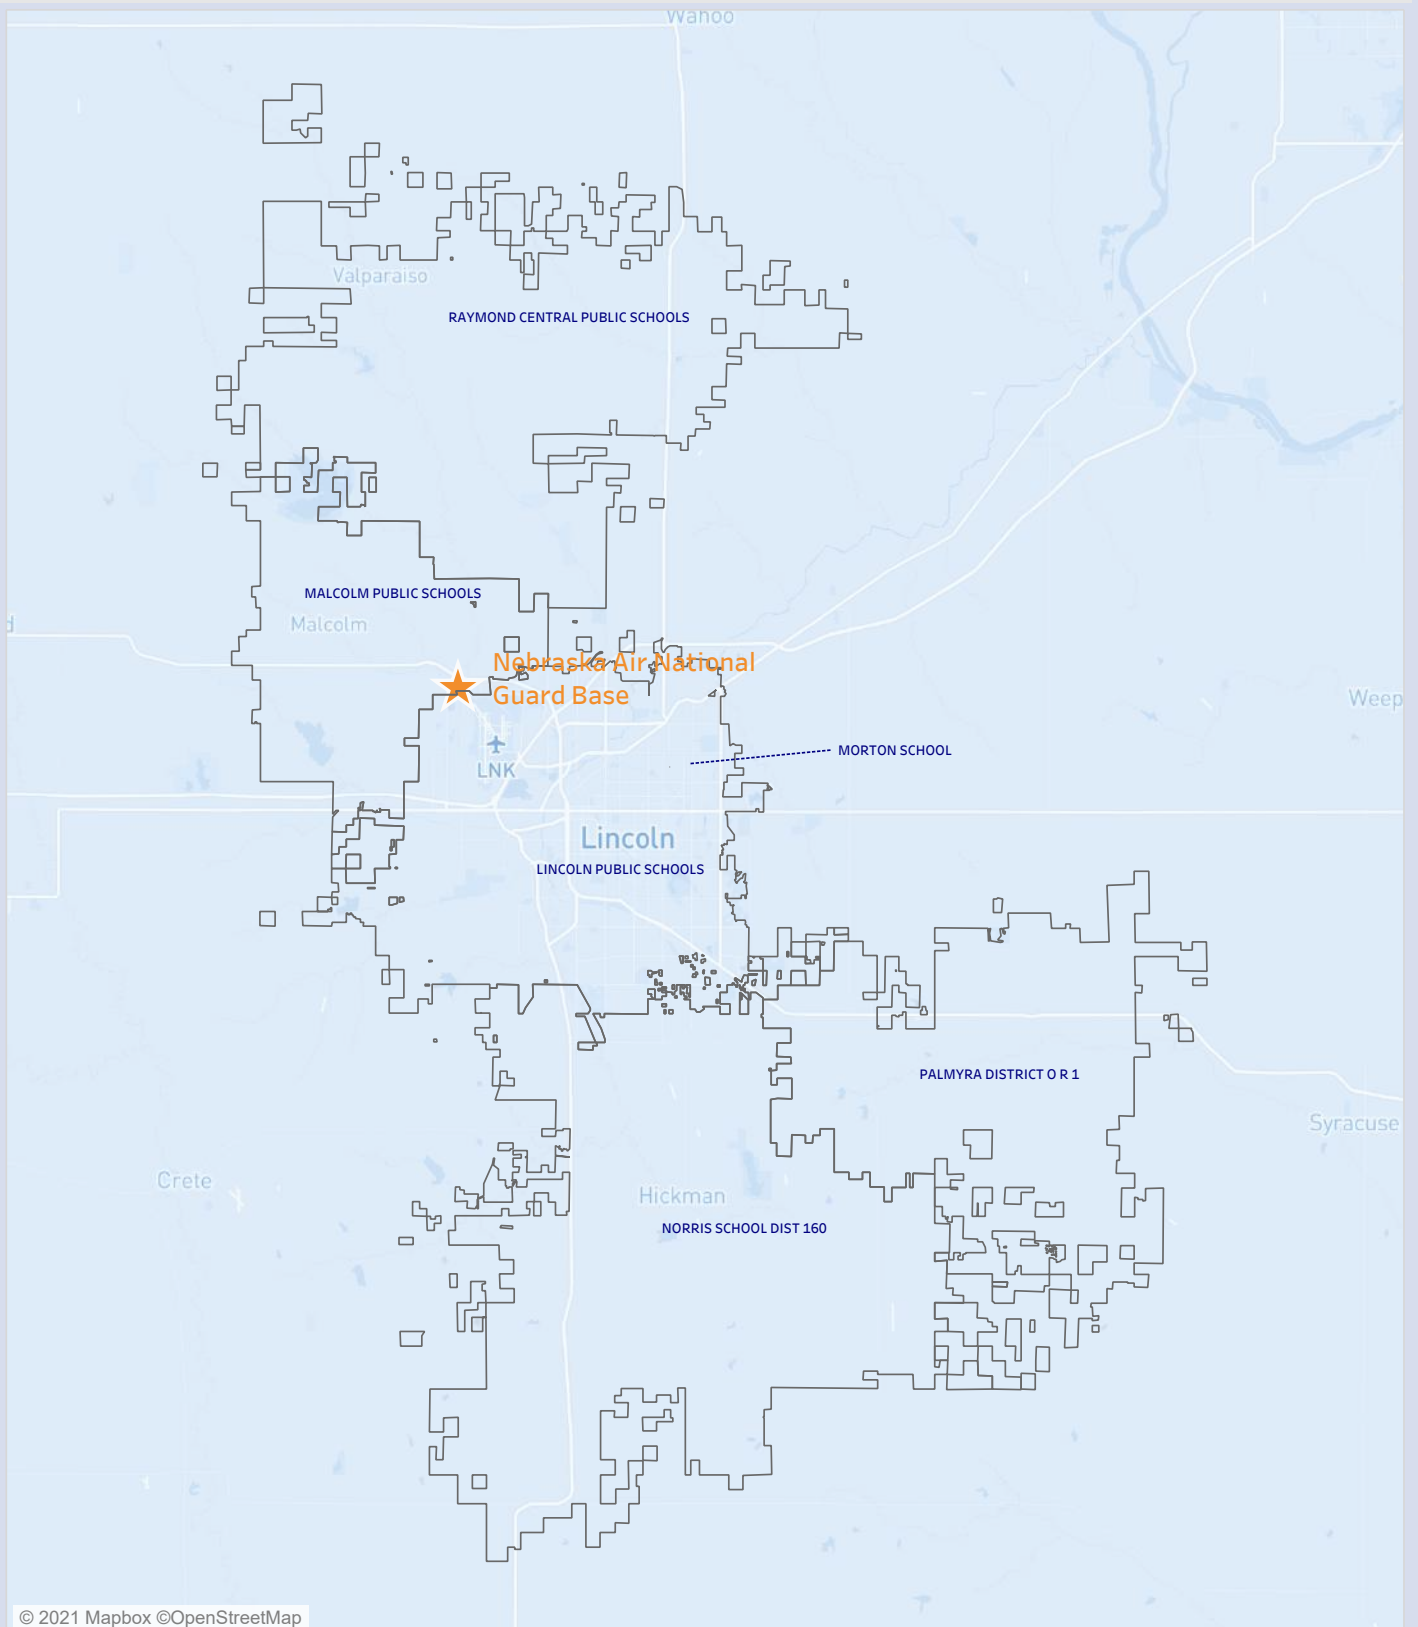 Wahoo
Valparaiso
RAYMOND CENTRAL PUBLIC SCHOOLS
MALCOLM PUBLIC SCHOOLS
Malcolm
d
Nebraska Air National
Guard Base
Weep
MORTON SCHOOL
LNK
Lincoln
LINCOLN PUBLIC SCHOOLS
PALMYRA DISTRICT O R 1
Syracuse
Crete
Hickman
NORRIS SCHOOL DIST 160
© 2021 Mapbox ©OpenStreetMap